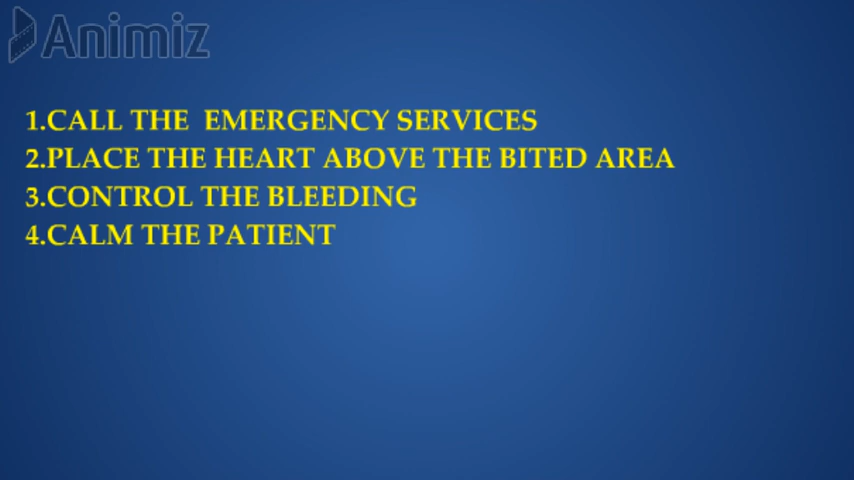 Animiz
1.CALL THE EMERGENCY SERVICES
2.PLACE THE HEART ABOVE THE BITED AREA
3.CONTROL THE BLEEDING
4.CALM THE PATIENT